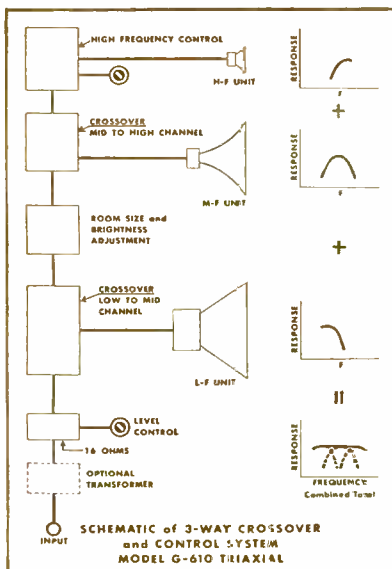 HIGH FREQUENCY CONTROL
H-F UNIT
RESPONSE
F
+
CROSSOVER
MID TO HIGH CHANNEL
M-F UNIT
RESPONSE
F
+
ROOM SIZE and
BRIGHTNESS
ADJUSTMENT
CROSSOVER
LOW TO MID
CHANNEL
L-F UNIT
RESPONSE
F
=
LEVEL
CONTROL
16 OHMS
OPTIONAL
TRANSFORMER
INPUT
RESPONSE
FREQUENCY
Combined Total
SCHEMATIC of 3-WAY CROSSOVER
and CONTROL SYSTEM
MODEL G-610 TRIAXIAL